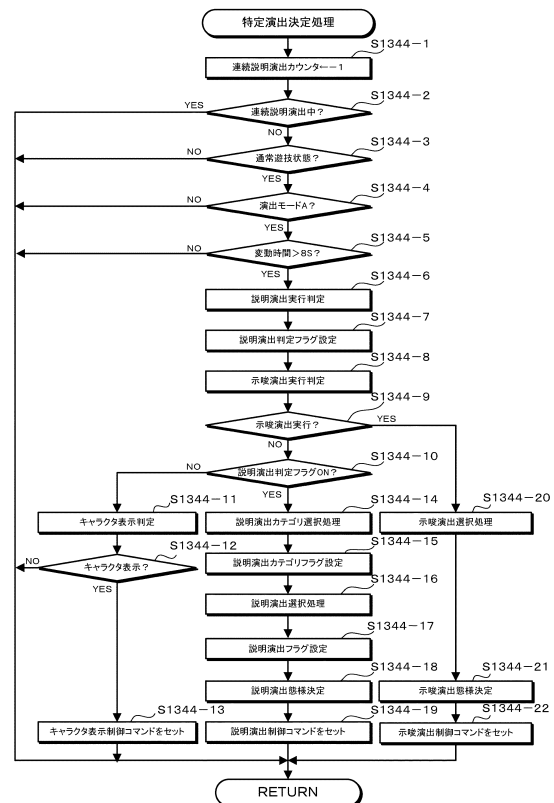 特定演出決定処理
S1344-1
連続説明演出カウンター-1
S1344-2
YES
連続説明演出中?
NO
S1344-3
NO
通常遊技状態?
YES
S1344-4
NO
演出モードA?
YES
S1344-5
NO
変動時間>8S?
YES
S1344-6
説明演出実行判定
S1344-7
説明演出判定フラグ設定
S1344-8
示唆演出実行判定
S1344-9
示唆演出実行?
YES
NO
S1344-10
NO
説明演出判定フラグON?
S1344-11
YES
S1344-14
S1344-20
キャラクタ表示判定
説明演出カテゴリ選択処理
示唆演出選択処理
S1344-12
S1344-15
NO
キャラクタ表示?
説明演出カテゴリフラグ設定
YES
S1344-16
説明演出選択処理
S1344-17
説明演出フラグ設定
S1344-18
S1344-21
説明演出態様決定
示唆演出態様決定
S1344-13
S1344-19
S1344-22
キャラクタ表示制御コマンドをセット
説明演出制御コマンドをセット
示唆演出制御コマンドをセット
RETURN